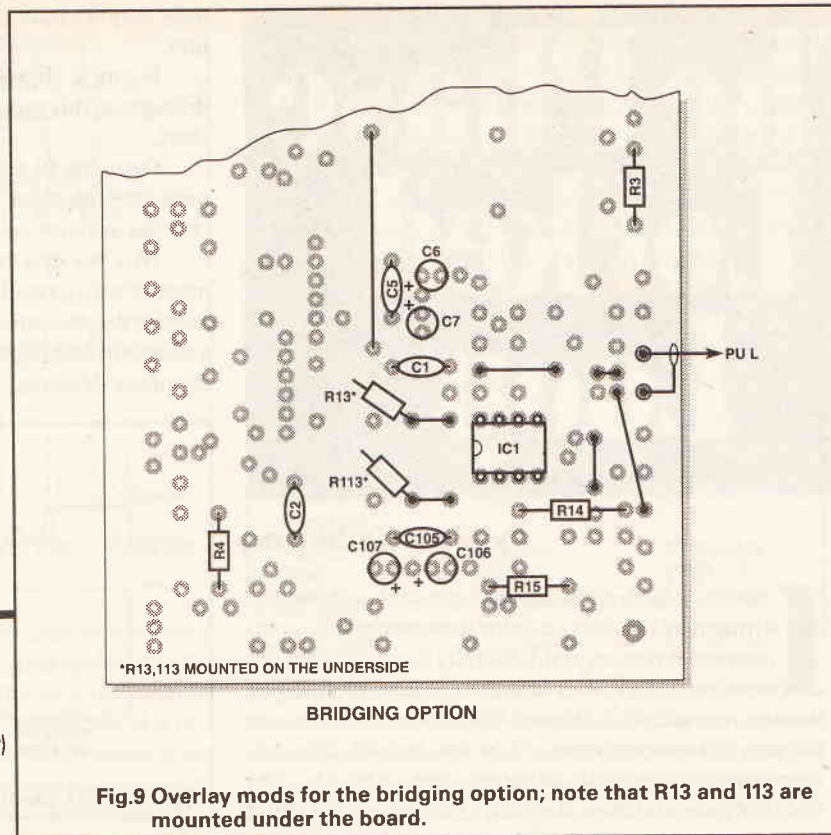 R3
C6
C5
+
+
C7
PU L
C1
R13*
IC1
R113*
C2
R14
R4
C105
C107
C106
+
+
R15
*R13,113 MOUNTED ON THE UNDERSIDE
BRIDGING OPTION
)
Fig.9 Overlay mods for the bridging option; note that R13 and 113 are
mounted under the board.